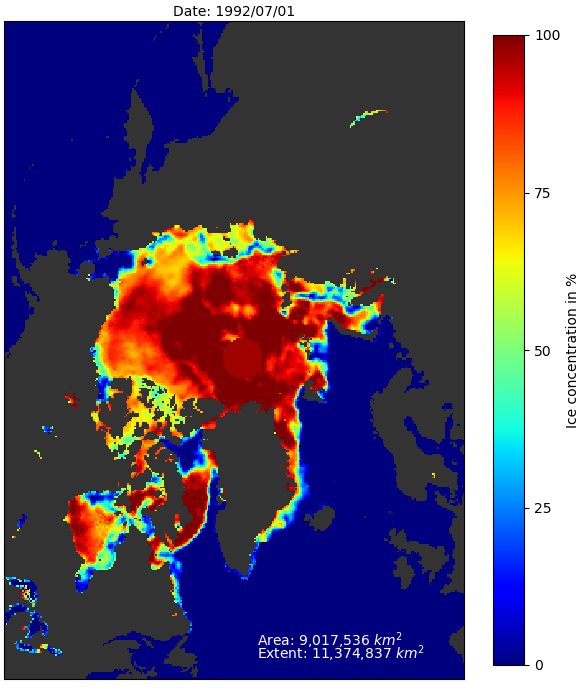 Date: 1992/07/01
100
75
50
25
0
Ice concentration in %
Area: 9,017,536 km²
Extent: 11,374,837 km²